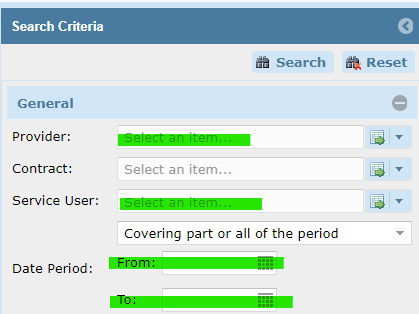 Search Criteria
Search Reset
General
Provider: Select an item...
Contract: Select an item...
Service User: Select an item...
Covering part or all of the period
Date Period: From:
To: